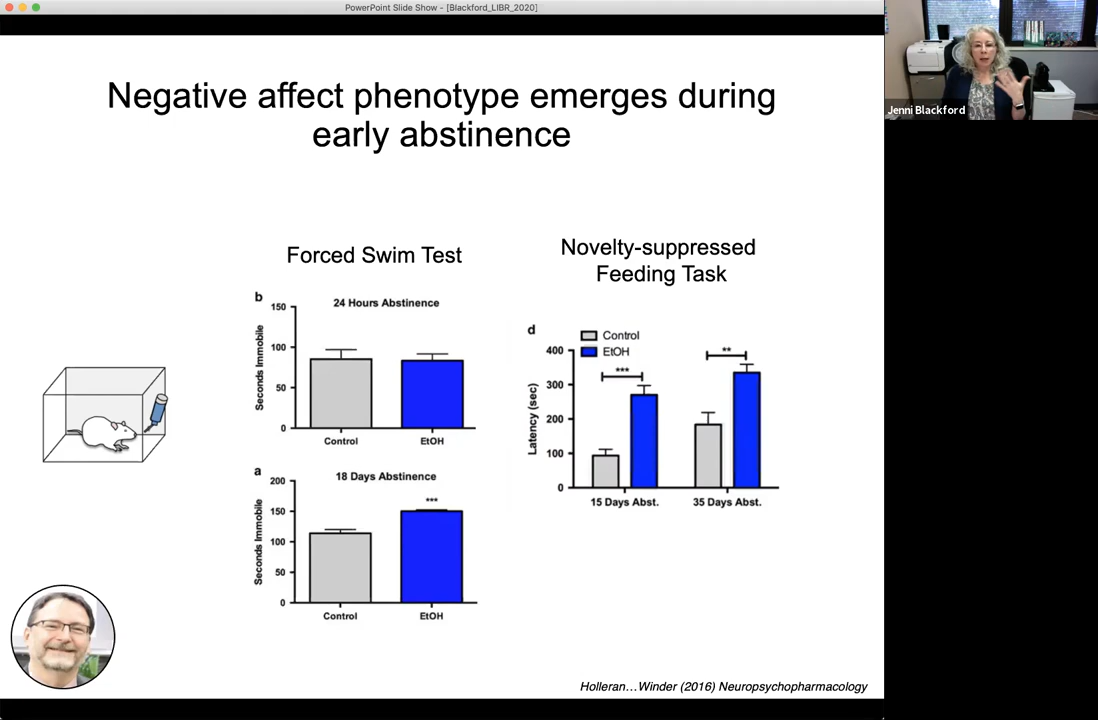 PowerPoint Slide Show - [Blackford_LIBR_2020]
Jenni Blackford
Negative affect phenotype emerges during
early abstinence
Forced Swim Test
b
24 Hours Abstinence
Seconds Immobile
150
100
50
0
Control
EtOH
a
18 Days Abstinence
***
Seconds Immobile
200
150
100
50
0
Control
EtOH
Novelty-suppressed
Feeding Task
d
Control
EtOH
***
**
Latency (sec)
400
300
200
100
0
15 Days Abst.
35 Days Abst.
Holleran…Winder (2016) Neuropsychopharmacology